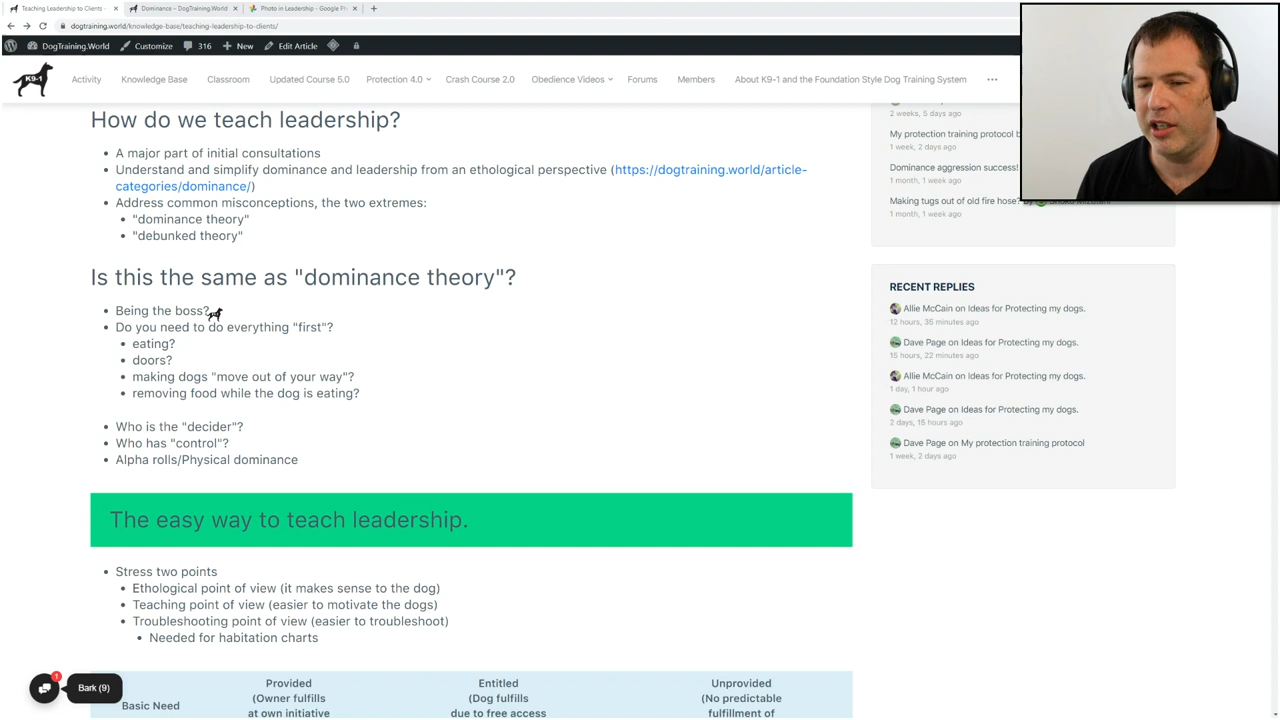 Teaching Leadership to Clients -
Dominance – DogTraining.World
Photo in Leadership - Google Ph
dogtraining.world/knowledge-base/teaching-leadership-to-clients/
DogTraining.World
Customize
316
New
Edit Article
K9-1
Activity
Knowledge Base
Classroom
Updated Course 5.0
Protection 4.0
Crash Course 2.0
Obedience Videos
Forums
Members
About K9-1 and the Foundation Style Dog Training System
How do we teach leadership?
A major part of initial consultations
Understand and simplify dominance and leadership from an ethological perspective (https://dogtraining.world/article-
categories/dominance/)
Address common misconceptions, the two extremes:
"dominance theory"
"debunked theory"
Is this the same as "dominance theory"?
Being the boss?
Do you need to do everything "first"?
eating?
doors?
making dogs "move out of your way"?
removing food while the dog is eating?
Who is the "decider"?
Who has "control"?
Alpha rolls/Physical dominance
The easy way to teach leadership.
Stress two points
Ethological point of view (it makes sense to the dog)
Teaching point of view (easier to motivate the dogs)
Troubleshooting point of view (easier to troubleshoot)
Needed for habitation charts
Basic Need
Provided
(Owner fulfills
at own initiative
Entitled
(Dog fulfills
due to free access
Unprovided
(No predictable
fulfillment of
1
Bark (9)
2 weeks, 5 days ago
My protection training protocol b
1 week, 2 days ago
Dominance aggression success!
1 month, 1 week ago
Making tugs out of old fire hose? by
1 month, 1 week ago
RECENT REPLIES
Allie McCain on Ideas for Protecting my dogs.
12 hours, 35 minutes ago
Dave Page on Ideas for Protecting my dogs.
15 hours, 22 minutes ago
Allie McCain on Ideas for Protecting my dogs.
1 day, 1 hour ago
Dave Page on Ideas for Protecting my dogs.
2 days, 15 hours ago
Dave Page on My protection training protocol
1 week, 2 days ago